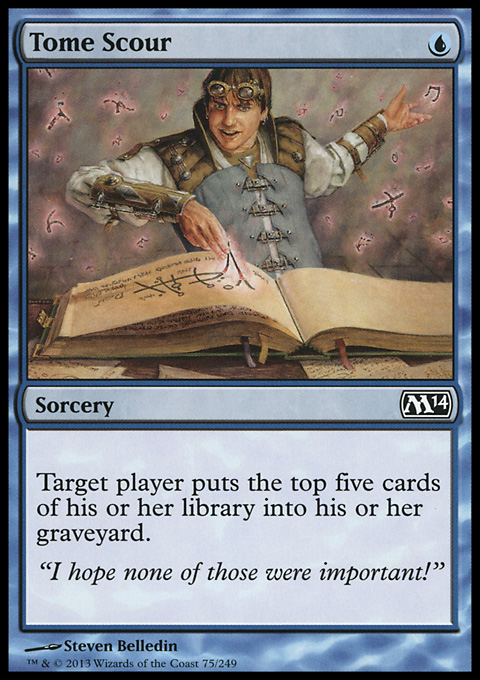 Tome Scour
Sorcery
M14
Target player puts the top five cards
of his or her library into his or her
graveyard.
“I hope none of those were important!”
Steven Belledin
™ & © 2013 Wizards of the Coast 75/249